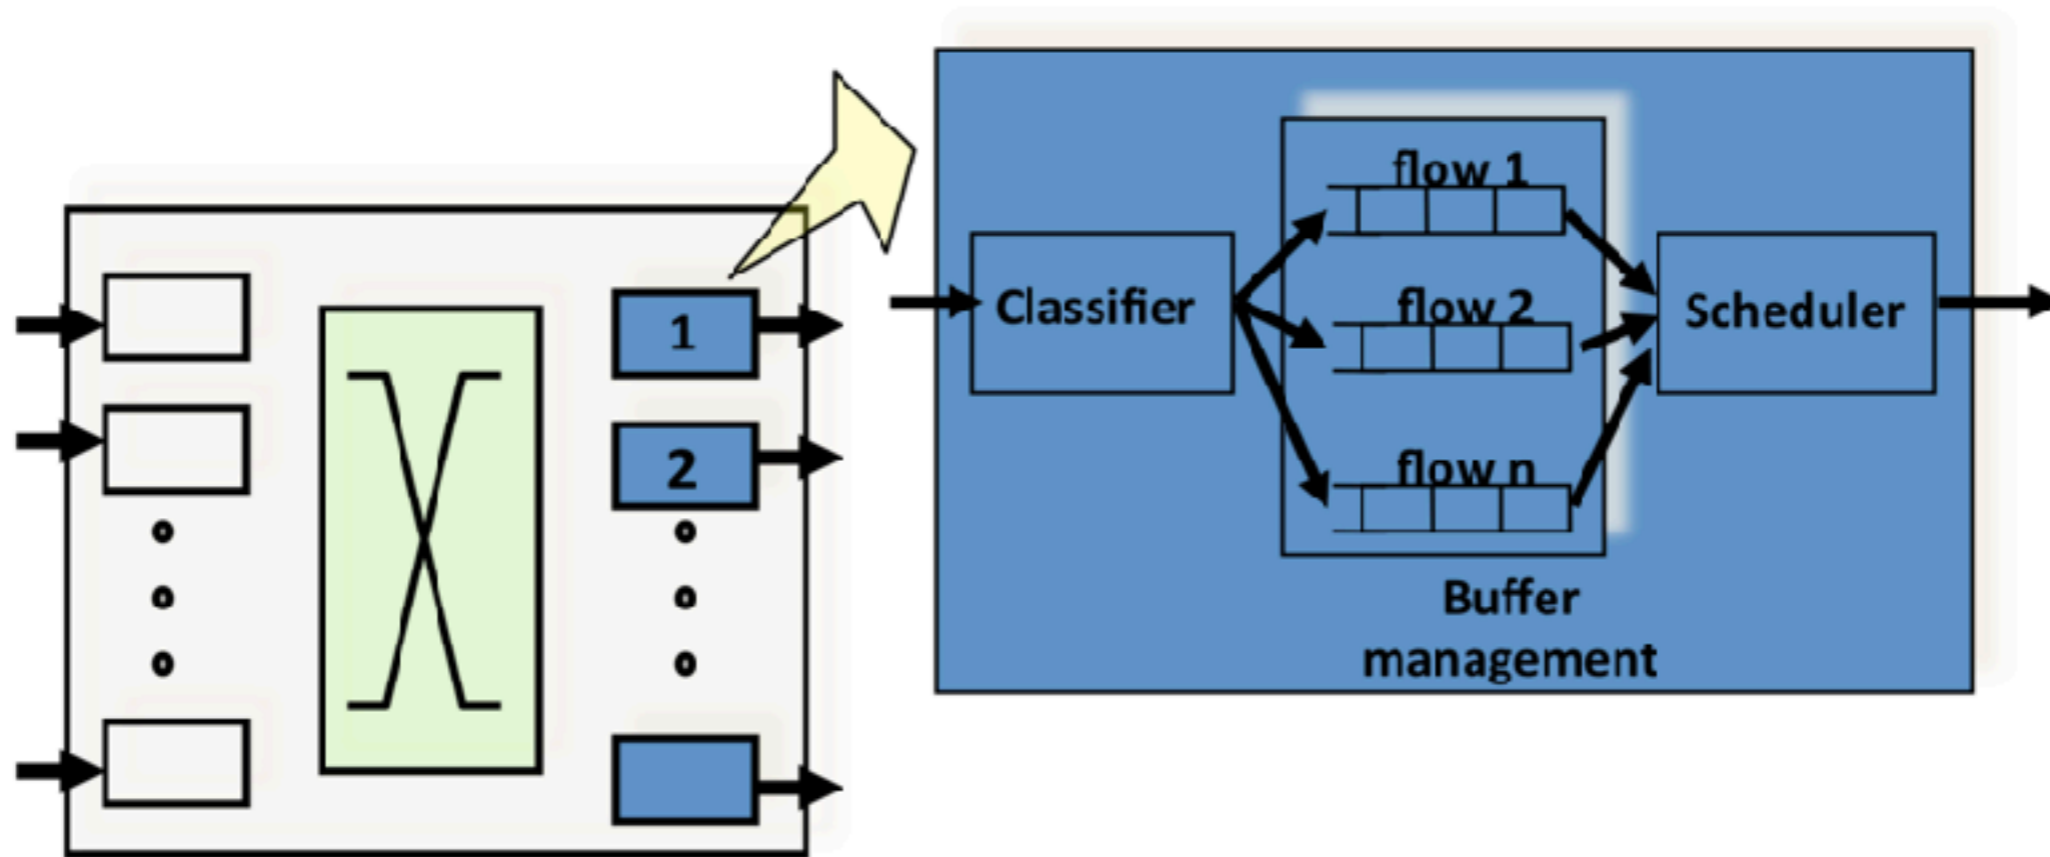 1
2
Classifier
flow 1
flow 2
flow n
Scheduler
Buffer
management